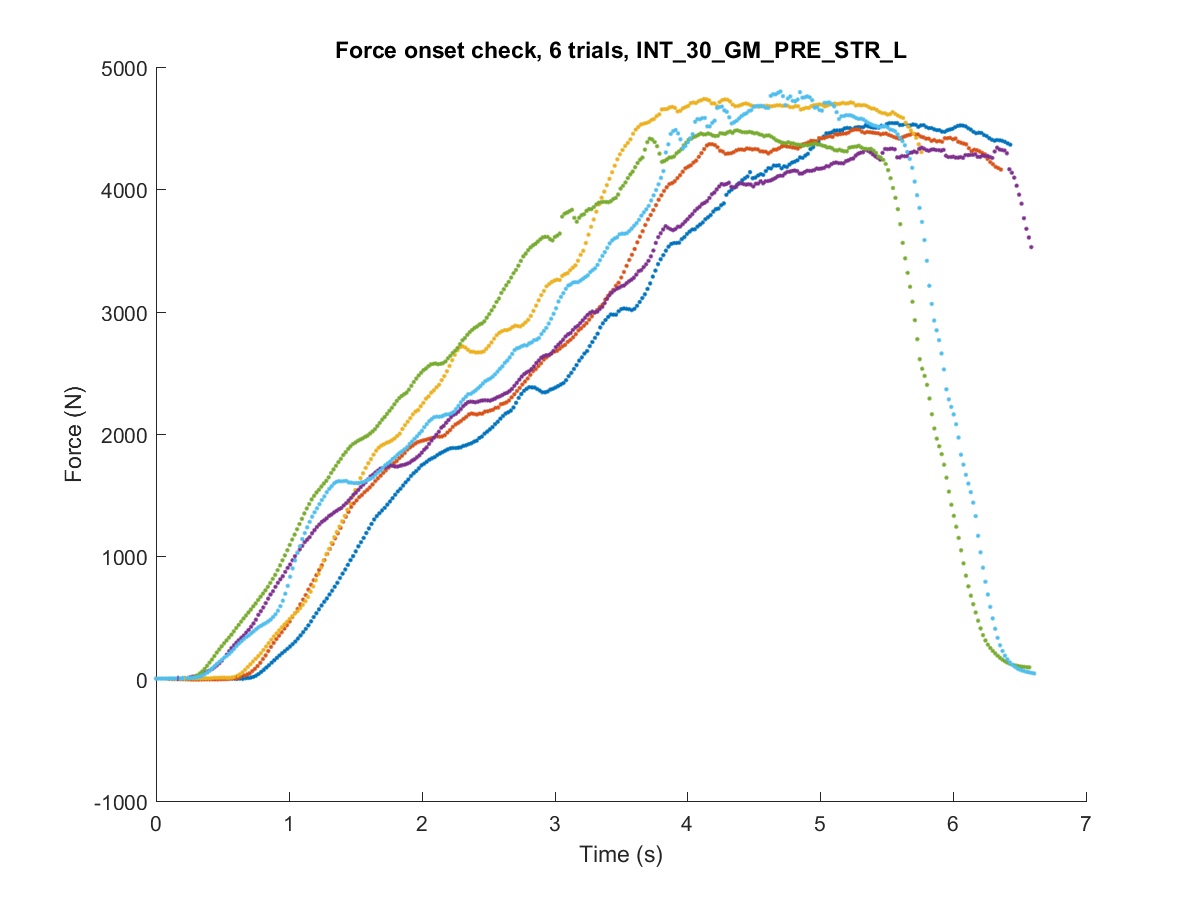 Force onset check, 6 trials, INT_30_GM_PRE_STR_L
5000
4000
3000
2000
1000
0
-1000
Force (N)
0 1 2 3 4 5 6 7
Time (s)